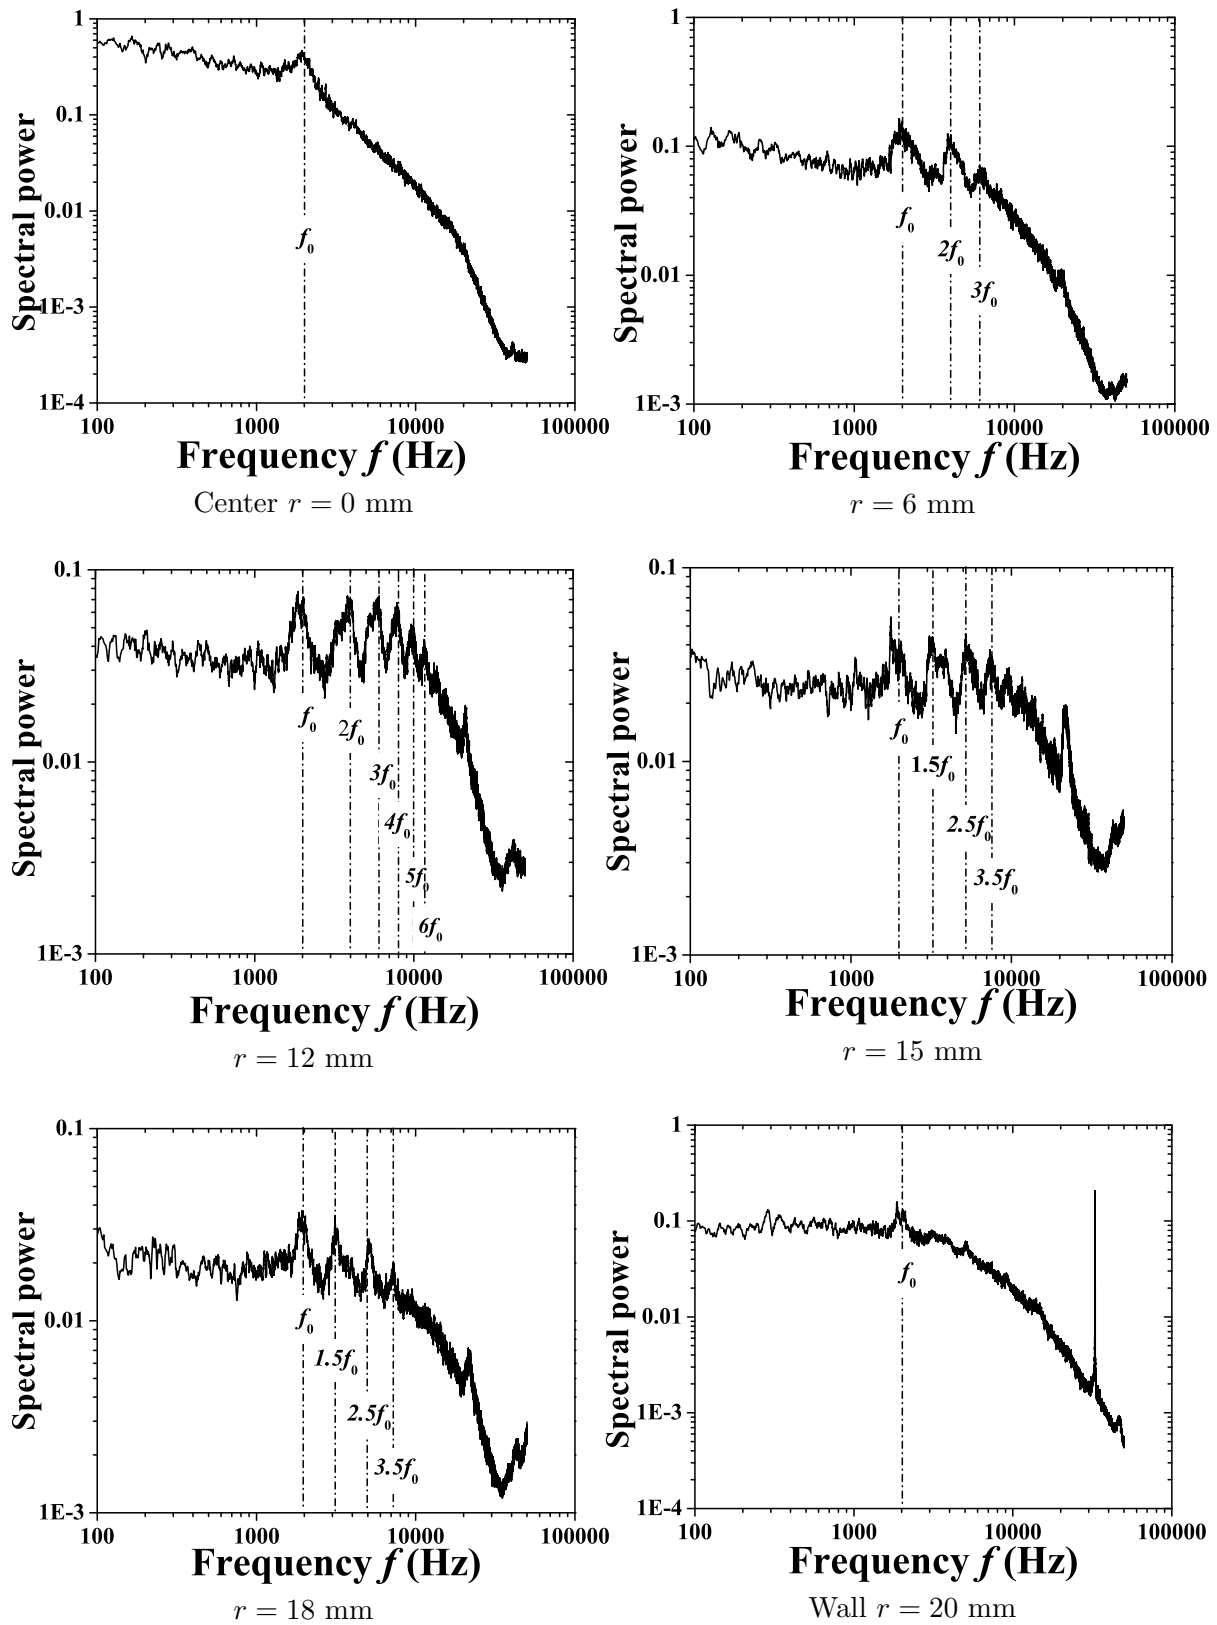 1
0.1
0.01
1E-3
1E-4
Spectral power
f0
100 1000 10000 100000
Frequency f (Hz)
Center r = 0 mm
1
0.1
0.01
1E-3
Spectral power
f0
2f0
3f0
100 1000 10000 100000
Frequency f (Hz)
r = 6 mm
0.1
0.01
1E-3
Spectral power
f0
2f0
3f0
4f0
5f0
6f0
100 1000 10000 100000
Frequency f (Hz)
r = 12 mm
0.1
0.01
1E-3
Spectral power
f0
1.5f0
2.5f0
3.5f0
100 1000 10000 100000
Frequency f (Hz)
r = 15 mm
0.1
0.01
1E-3
Spectral power
f0
1.5f0
2.5f0
3.5f0
100 1000 10000 100000
Frequency f (Hz)
r = 18 mm
1
0.1
0.01
1E-3
1E-4
Spectral power
f0
100 1000 10000 100000
Frequency f (Hz)
Wall r = 20 mm